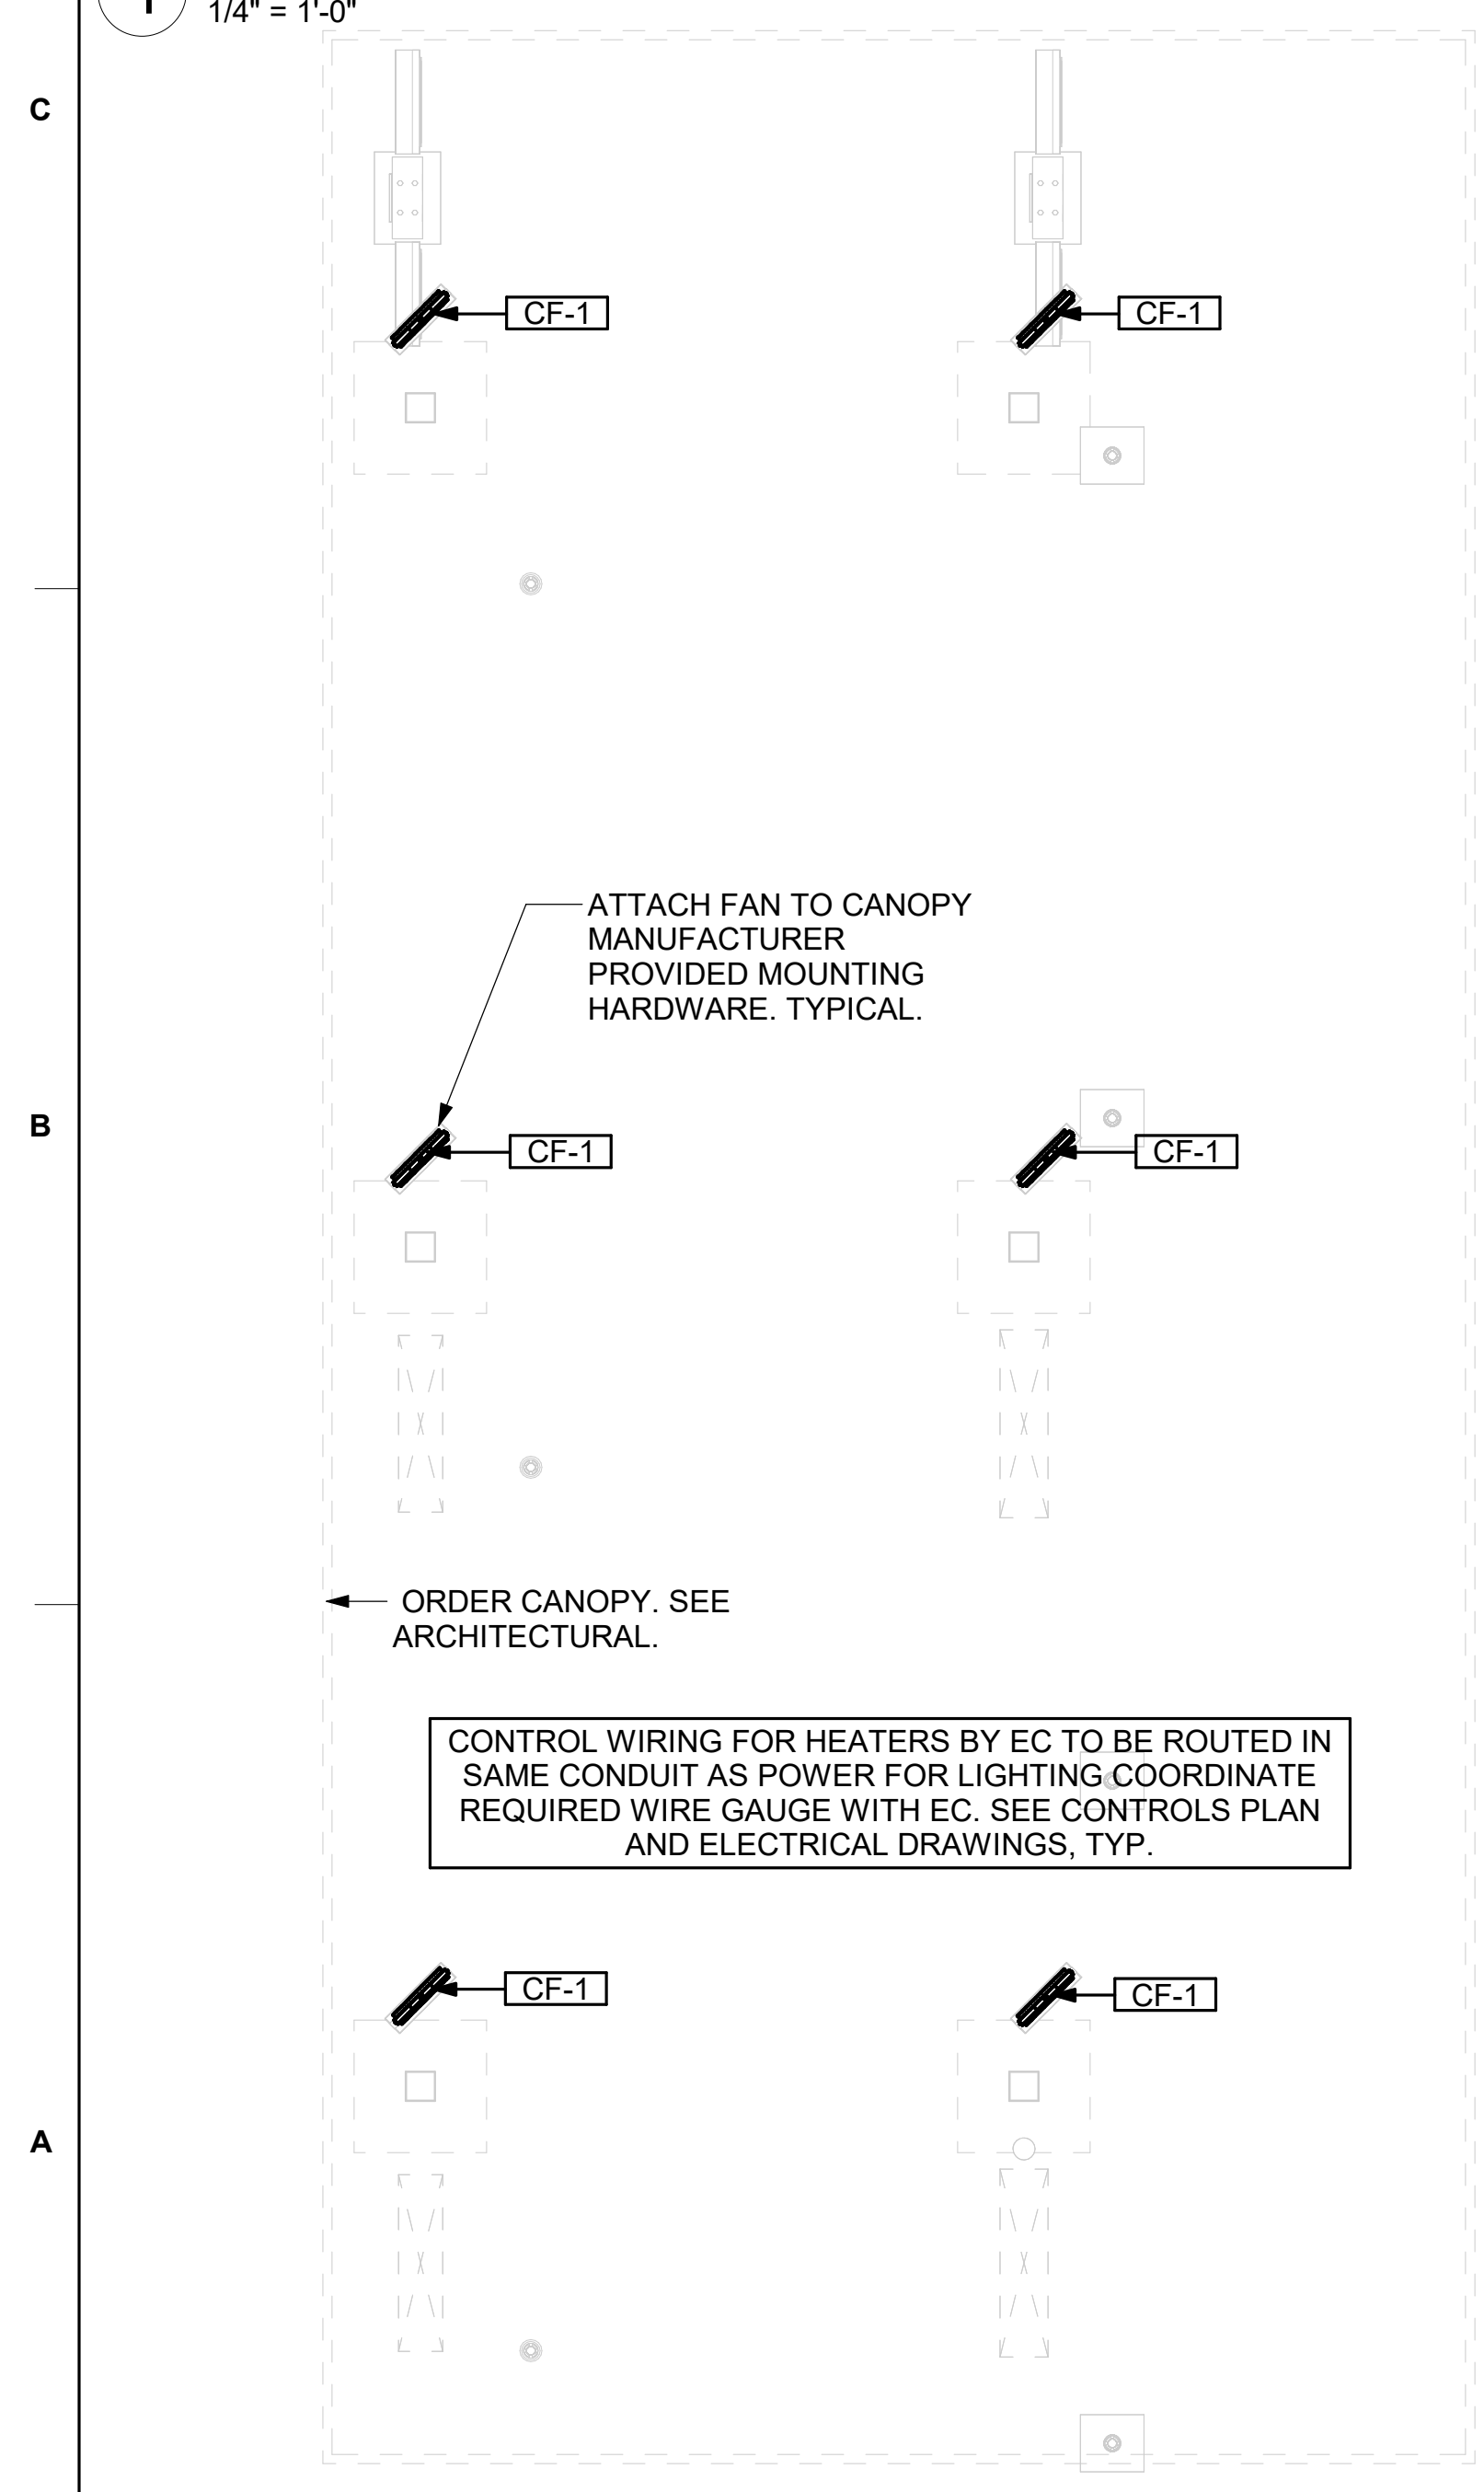 1/4" = 1'-0"
C
CF-1
CF-1
ATTACH FAN TO CANOPY
MANUFACTURER
PROVIDED MOUNTING
HARDWARE. TYPICAL.
B
CF-1
CF-1
ORDER CANOPY. SEE
ARCHITECTURAL.
CONTROL WIRING FOR HEATERS BY EC TO BE ROUTED IN
SAME CONDUIT AS POWER FOR LIGHTING COORDINATE
REQUIRED WIRE GAUGE WITH EC. SEE CONTROLS PLAN
AND ELECTRICAL DRAWINGS, TYP.
CF-1
CF-1
A